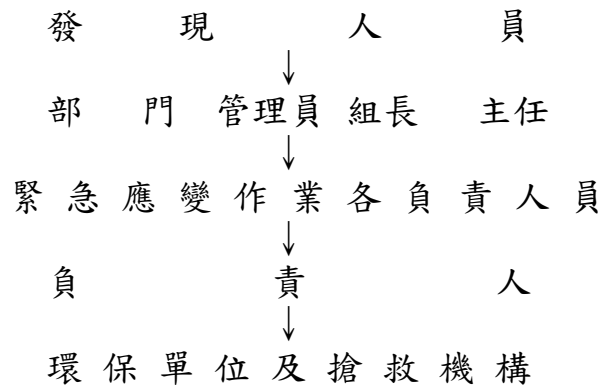 發現人員
部門 管理員 組長 主任
緊急應變作業各負責人員
負責人
環保單位及搶救機構